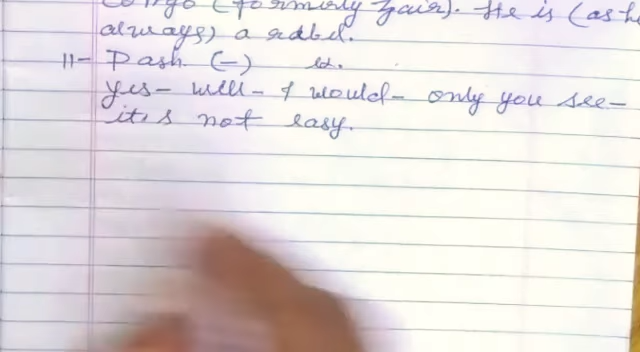 Congo (formerly Zair). He is (as he
always) a rebel.
11- Dash (-)
Yes- well- I would- only you see-
it's not easy.